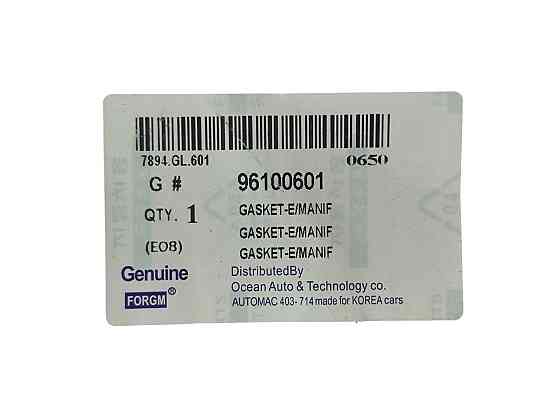 7894.GL.601 0650
G # 96100601
QTY. 1 GASKET-E/MANIF
GASKET-E/MANIF
(E08) GASKET-E/MANIF
Genuine DistributedBy
FORGM® Ocean Auto & Technology co.
AUTOMAC 403-714 made for KOREA cars